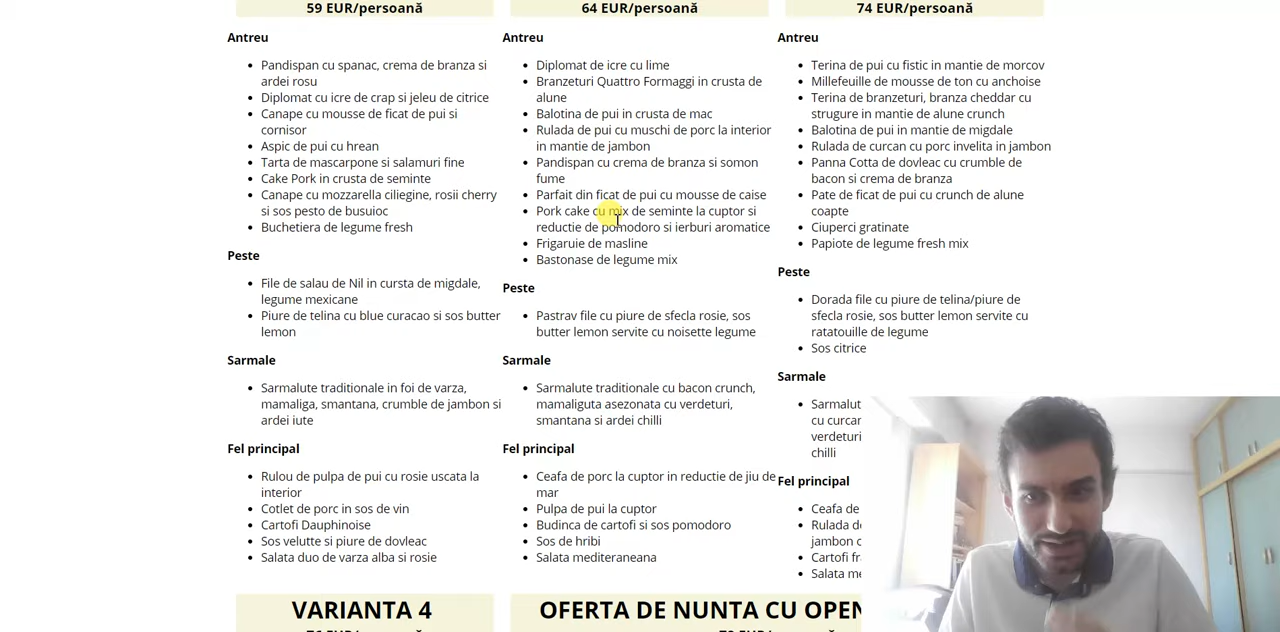 59 EUR/persoană
Antreu
Pandispan cu spanac, crema de branza si
ardei rosu
Diplomat cu icre de crap si jeleu de citrice
Canape cu mousse de ficat de pui si
cornisor
Aspic de pui cu hrean
Tarta de mascarpone si salamuri fine
Cake Pork in crusta de seminte
Canape cu mozzarella ciliegine, rosii cherry
si sos pesto de busuioc
Buchetiera de legume fresh
Peste
File de salau de Nil in cursta de migdale,
legume mexicane
Piure de telina cu blue curacao si sos butter
lemon
Sarmale
Sarmalute traditionale in foi de varza,
mamaliga, smantana, crumble de jambon si
ardei iute
Fel principal
Rulou de pulpa de pui cu rosie uscata la
interior
Cotlet de porc in sos de vin
Cartofi Dauphinoise
Sos velutte si piure de dovleac
Salata duo de varza alba si rosie
64 EUR/persoană
Antreu
Diplomat de icre cu lime
Branzeturi Quattro Formaggi in crusta de
alune
Balotina de pui in crusta de mac
Rulada de pui cu muschi de porc la interior
in mantie de jambon
Pandispan cu crema de branza si somon
fume
Parfait din ficat de pui cu mousse de caise
Pork cake cu mix de seminte la cuptor si
reductie de pomodoro si ierburi aromatice
Frigaruie de masline
Bastonase de legume mix
Peste
Pastrav file cu piure de sfecla rosie, sos
butter lemon servite cu noisette legume
Sarmale
Sarmalute traditionale cu bacon crunch,
mamaliguta asezonata cu verdeturi,
smantana si ardei chilli
Fel principal
Ceafa de porc la cuptor in reductie de jiu de
mar
Pulpa de pui la cuptor
Budinca de cartofi si sos pomodoro
Sos de hribi
Salata mediteraneana
74 EUR/persoană
Antreu
Terina de pui cu fistic in mantie de morcov
Millefeuille de mousse de ton cu anchoise
Terina de branzeturi, branza cheddar cu
strugure in mantie de alune crunch
Balotina de pui in mantie de migdale
Rulada de curcan cu porc invelita in jambon
Panna Cotta de dovleac cu crumble de
bacon si crema de branza
Pate de ficat de pui cu crunch de alune
coapte
Ciuperci gratinate
Papiote de legume fresh mix
Peste
Dorada file cu piure de telina/piure de
sfecla rosie, sos butter lemon servite cu
ratatouille de legume
Sos citrice
Sarmale
Sarmalut
cu curcar
verdeturi
chilli
Fel principal
Ceafa de
Rulada de
jambon c
Cartofi fr
Salata me
VARIANTA 4
OFERTA DE NUNTA CU OPEN